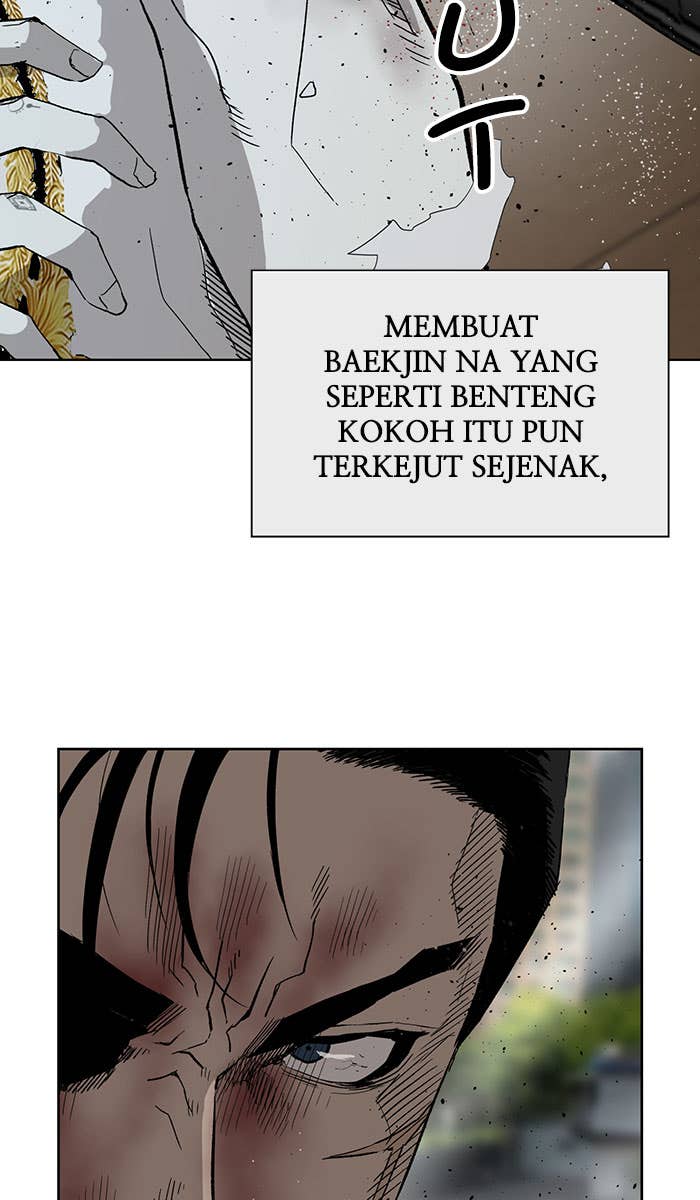 MEMBUAT
BAEKJIN NA YANG
SEPERTI BENTENG
KOKOH ITU PUN
TERKEJUT SEJENAK,